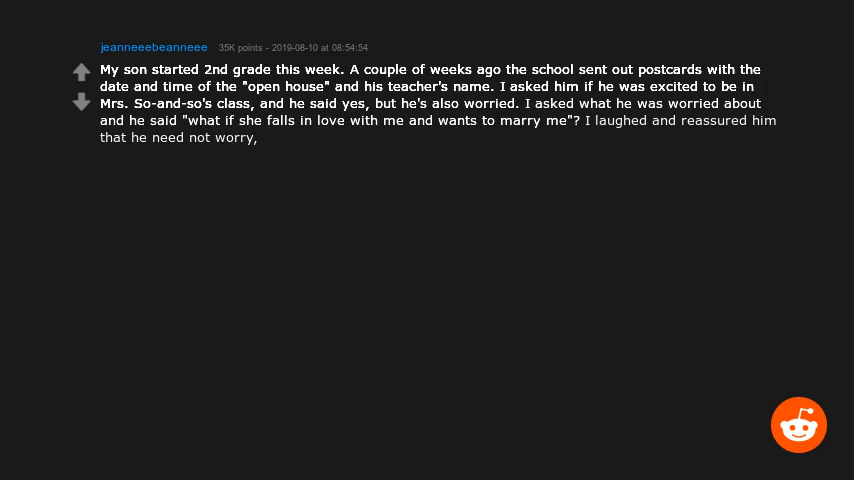 jeanneeebeanneee 35K points - 2019-08-10 at 08:54:54
My son started 2nd grade this week. A couple of weeks ago the school sent out postcards with the
date and time of the "open house" and his teacher's name. I asked him if he was excited to be in
Mrs. So-and-so's class, and he said yes, but he's also worried. I asked what he was worried about
and he said "what if she falls in love with me and wants to marry me"? I laughed and reassured him
that he need not worry,